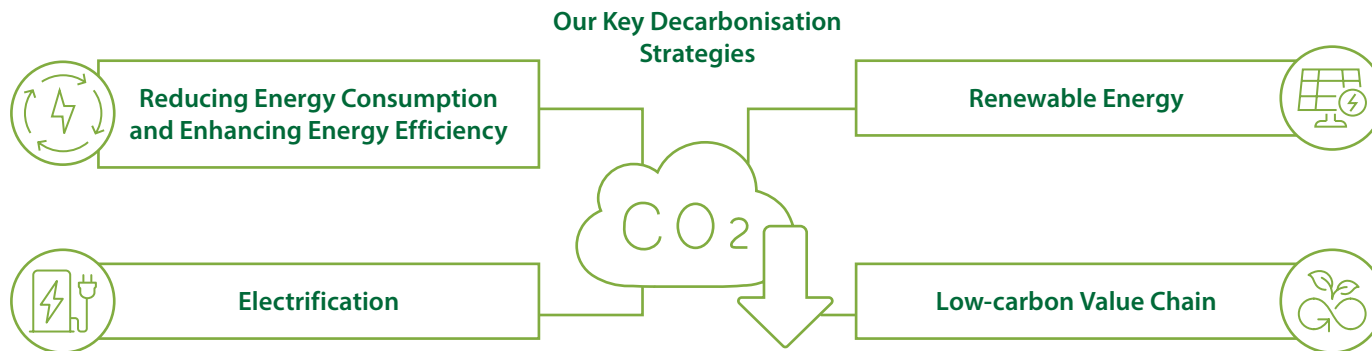 Our Key Decarbonisation
Strategies
Reducing Energy Consumption
and Enhancing Energy Efficiency
Renewable Energy
CO2
Electrification
Low-carbon Value Chain